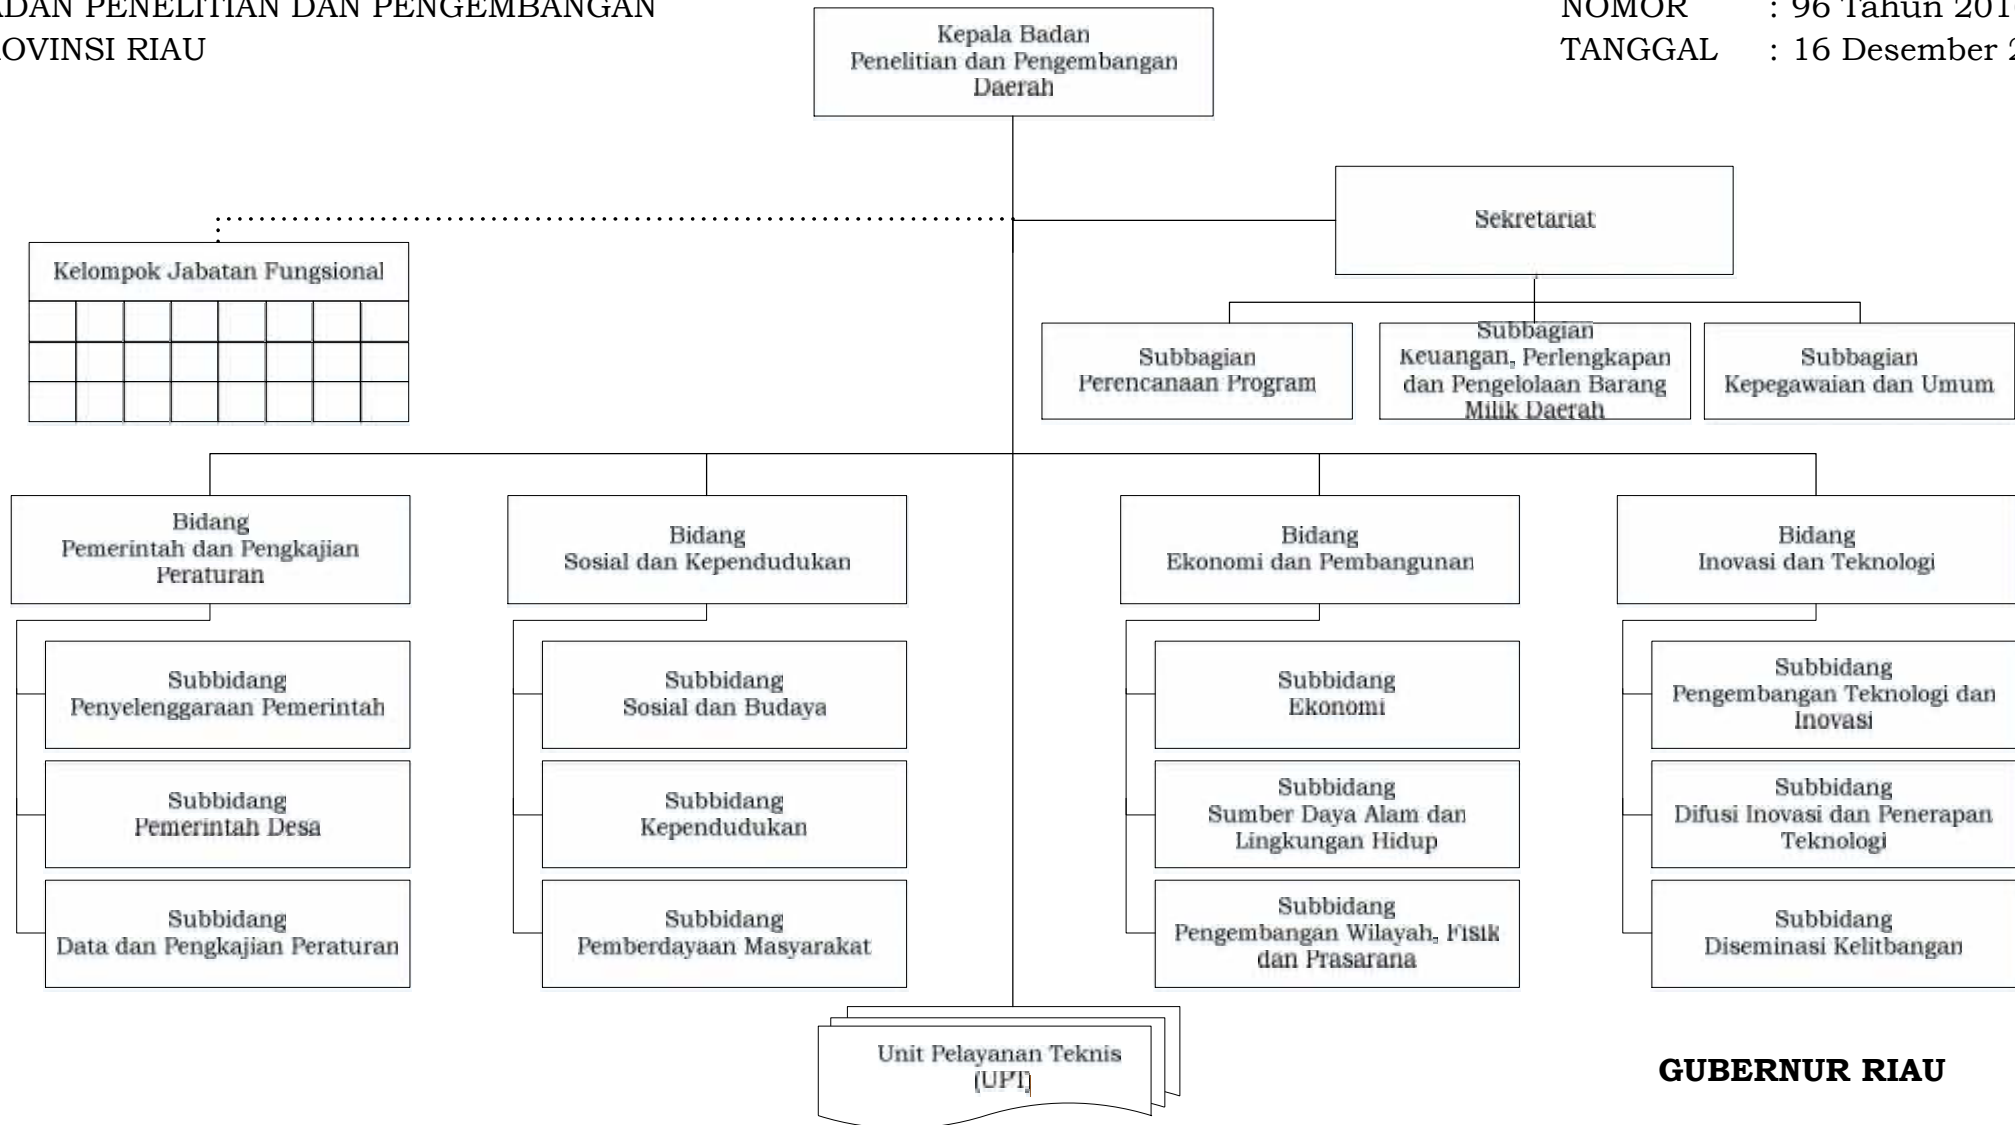 ADAN PENELITIAN DAN PENGEMBANGAN
ROVINSI RIAU
NOMOR : 96 Tahun 201
TANGGAL : 16 Desember 2
Kepala Badan
Penelitian dan Pengembangan
Daerah
Sekretariat
Kelompok Jabatan Fungsional
Subbagian
Perencanaan Program
Subbagian
Keuangan, Perlengkapan
dan Pengelolaan Barang
Milik Daerah
Subbagian
Kepegawaian dan Umum
Bidang
Pemerintah dan Pengkajian
Peraturan
Bidang
Sosial dan Kependudukan
Bidang
Ekonomi dan Pembangunan
Bidang
Inovasi dan Teknologi
Subbidang
Penyelenggaraan Pemerintah
Subbidang
Sosial dan Budaya
Subbidang
Ekonomi
Subbidang
Pengembangan Teknologi dan
Inovasi
Subbidang
Pemerintah Desa
Subbidang
Kependudukan
Subbidang
Sumber Daya Alam dan
Lingkungan Hidup
Subbidang
Difusi Inovasi dan Penerapan
Teknologi
Subbidang
Data dan Pengkajian Peraturan
Subbidang
Pemberdayaan Masyarakat
Subbidang
Pengembangan Wilayah, Fisik
dan Prasarana
Subbidang
Diseminasi Kelitbangan
Unit Pelayanan Teknis
(UPT)
GUBERNUR RIAU